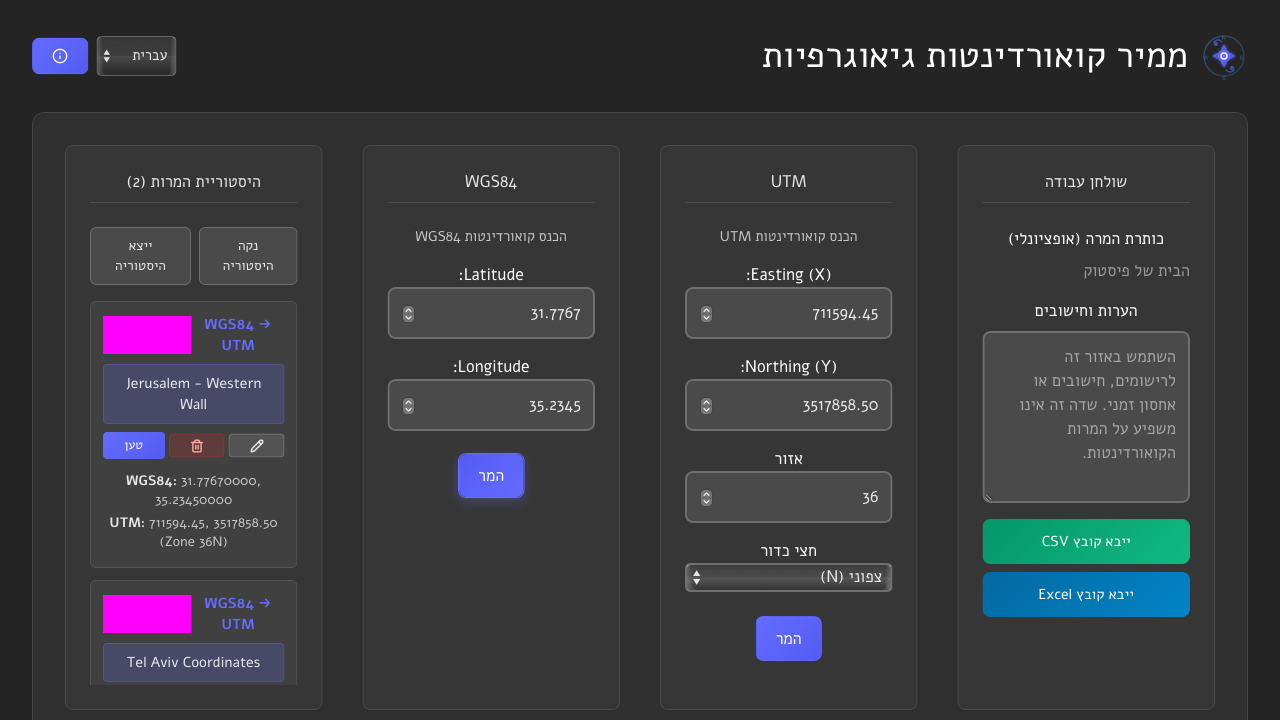 ממיר קואורדינטות גיאוגרפיות
עברית
שולחן עבודה
כותרת המרה (אופציונלי)
הבית של פיסטוק
הערות וחישובים
השתמש באזור זה
לרישומים, חישובים או
אחסון זמני. שדה זה אינו
משפיע על המרות
הקואורדינטות.
ייבא קובץ CSV
ייבא קובץ Excel
UTM
הכנס קואורדינטות UTM
Easting (X):
711594.45
Northing (Y):
3517858.50
אזור
36
חצי כדור
צפוני (N)
המר
WGS84
הכנס קואורדינטות WGS84
Latitude:
31.7767
Longitude:
35.2345
המר
היסטוריית המרות (2)
נקה
היסטוריה
ייצא
היסטוריה
WGS84 →
UTM
Jerusalem - Western
Wall
טען
WGS84: 31.77670000,
35.23450000
UTM: 711594.45, 3517858.50
(Zone 36N)
WGS84 →
UTM
Tel Aviv Coordinates